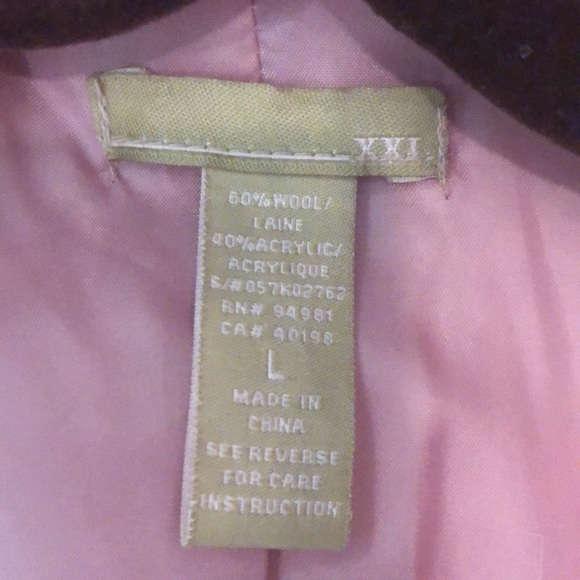 XXI
60% WOOL/
LAINE
40% ACRYLIC/
ACRYLIQUE
S/# 057K02762
RN# 94981
CA# 40198
L
MADE IN
CHINA
SEE REVERSE
FOR CARE
INSTRUCTION